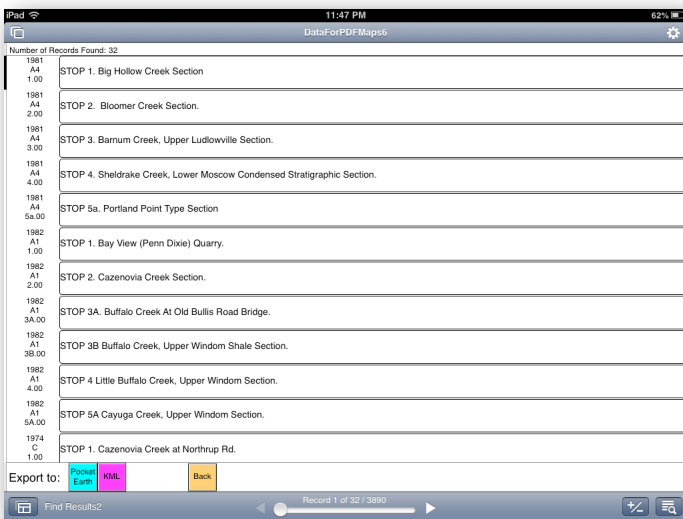 iPad 11:47 PM 62%
DataForPDFMaps6
Number of Records Found: 32
1981
A4
1.00
STOP 1. Big Hollow Creek Section
1981
A4
2.00
STOP 2. Bloomer Creek Section.
1981
A4
3.00
STOP 3. Barnum Creek, Upper Ludlowville Section.
1981
A4
4.00
STOP 4. Sheldrake Creek, Lower Moscow Condensed Stratigraphic Section.
1981
A4
5a.00
STOP 5a. Portland Point Type Section
1982
A1
1.00
STOP 1. Bay View (Penn Dixie) Quarry.
1982
A1
2.00
STOP 2. Cazenovia Creek Section.
1982
A1
3A.00
STOP 3A. Buffalo Creek At Old Bullis Road Bridge.
1982
A1
3B.00
STOP 3B Buffalo Creek, Upper Windom Shale Section.
1982
A1
4.00
STOP 4 Little Buffalo Creek, Upper Windom Section.
1982
A1
5A.00
STOP 5A Cayuga Creek, Upper Windom Section.
1974
C
1.00
STOP 1. Cazenovia Creek at Northrup Rd.
Export to:
Pocket
Earth
KML
Back
Find Results2
Record 1 of 32 / 3890
+/-